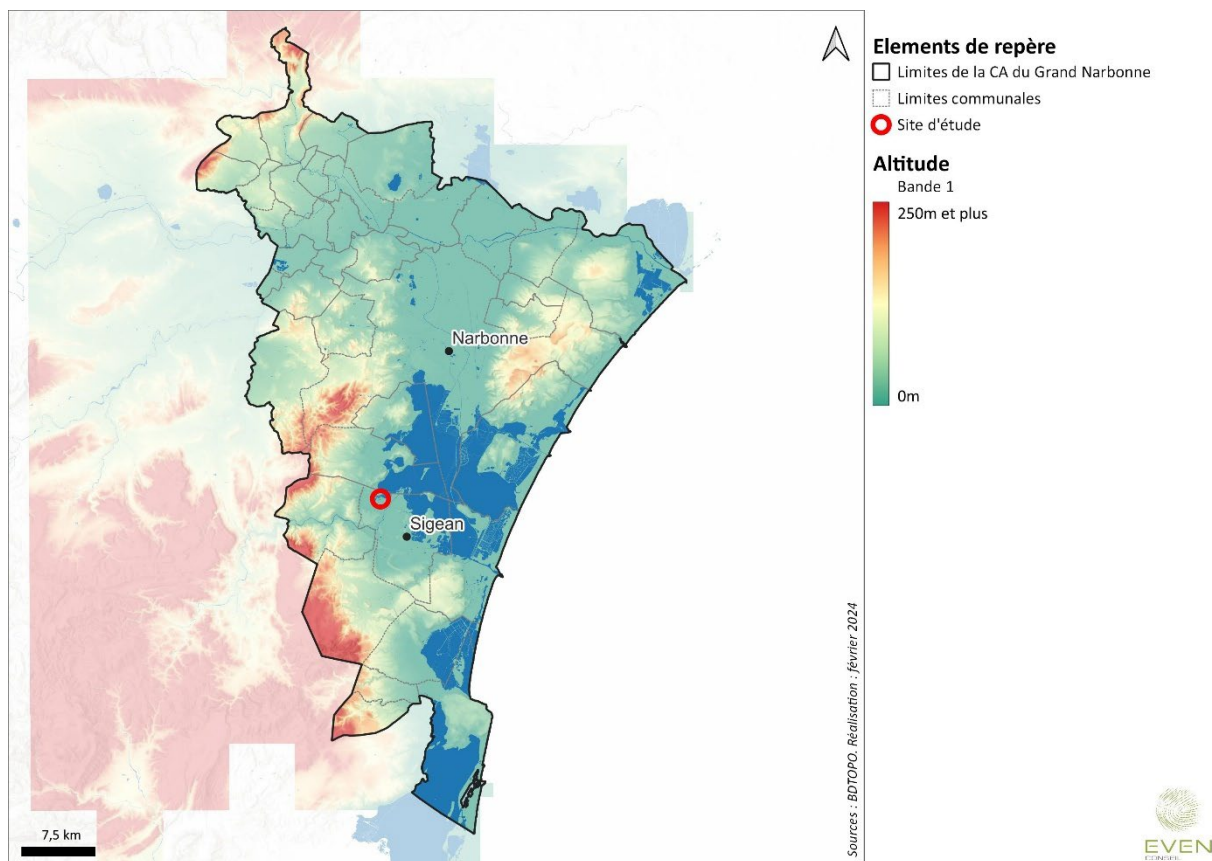 Elements de repère
Limites de la CA du Grand Narbonne
Limites communales
Site d'étude
Altitude
Bande 1
250m et plus
0m
Narbonne
Sigean
7,5 km
Sources : BDTOPO. Réalisation : février 2024
EVEN
CONSEIL